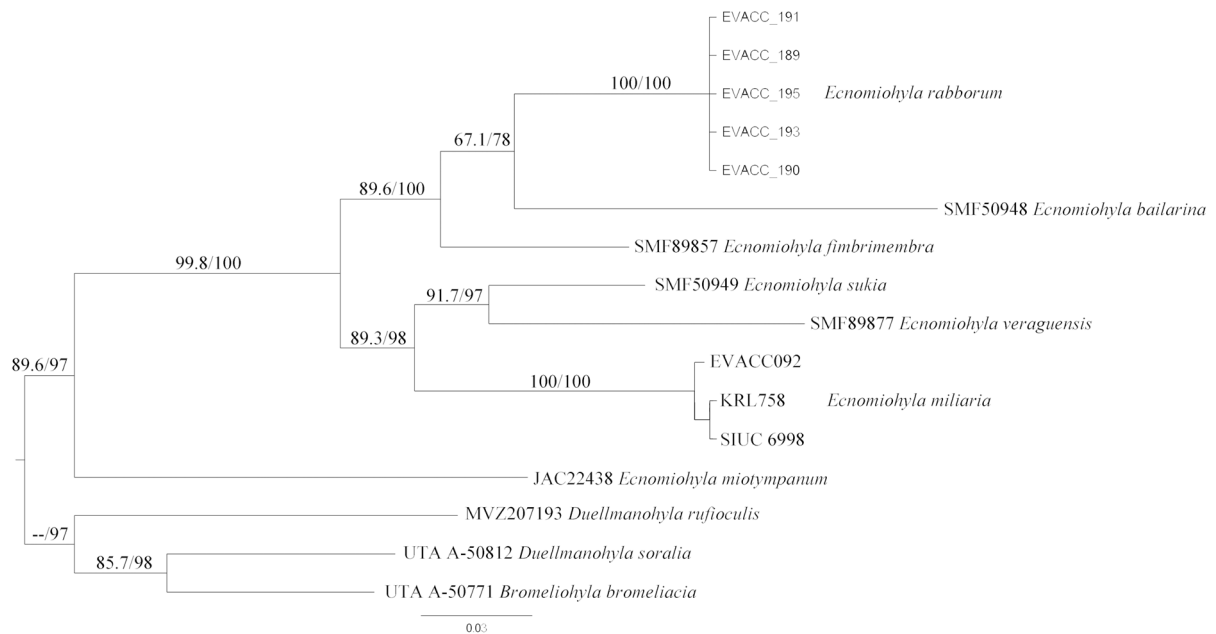 EVACC_191
EVACC_189
100/100
EVACC_195 Ecnomiohyla rabborum
EVACC_193
67.1/78
EVACC_190
89.6/100
SMF50948 Ecnomiohyla bailarina
SMF89857 Ecnomiohyla fimbrimembra
99.8/100
SMF50949 Ecnomiohyla sukia
91.7/97
SMF89877 Ecnomiohyla veraguensis
89.3/98
EVACC092
89.6/97
100/100
KRL758 Ecnomiohyla miliaria
SIUC 6998
JAC22438 Ecnomiohyla miotympanum
MVZ207193 Duellmanohyla rufioculis
--/97
UTA A-50812 Duellmanohyla soralia
85.7/98
UTA A-50771 Bromeliohyla bromeliacia
0.03